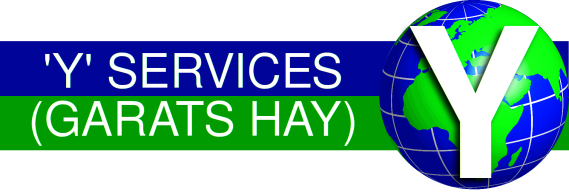 'Y' SERVICES
(GARATS HAY)
Y